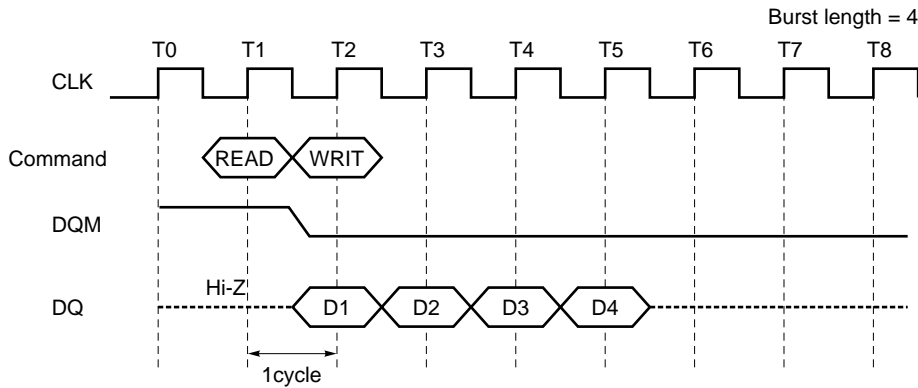 Burst length = 4
T0 T1 T2 T3 T4 T5 T6 T7 T8
CLK
Command READ WRIT
DQM
Hi-Z
DQ D1 D2 D3 D4
1cycle